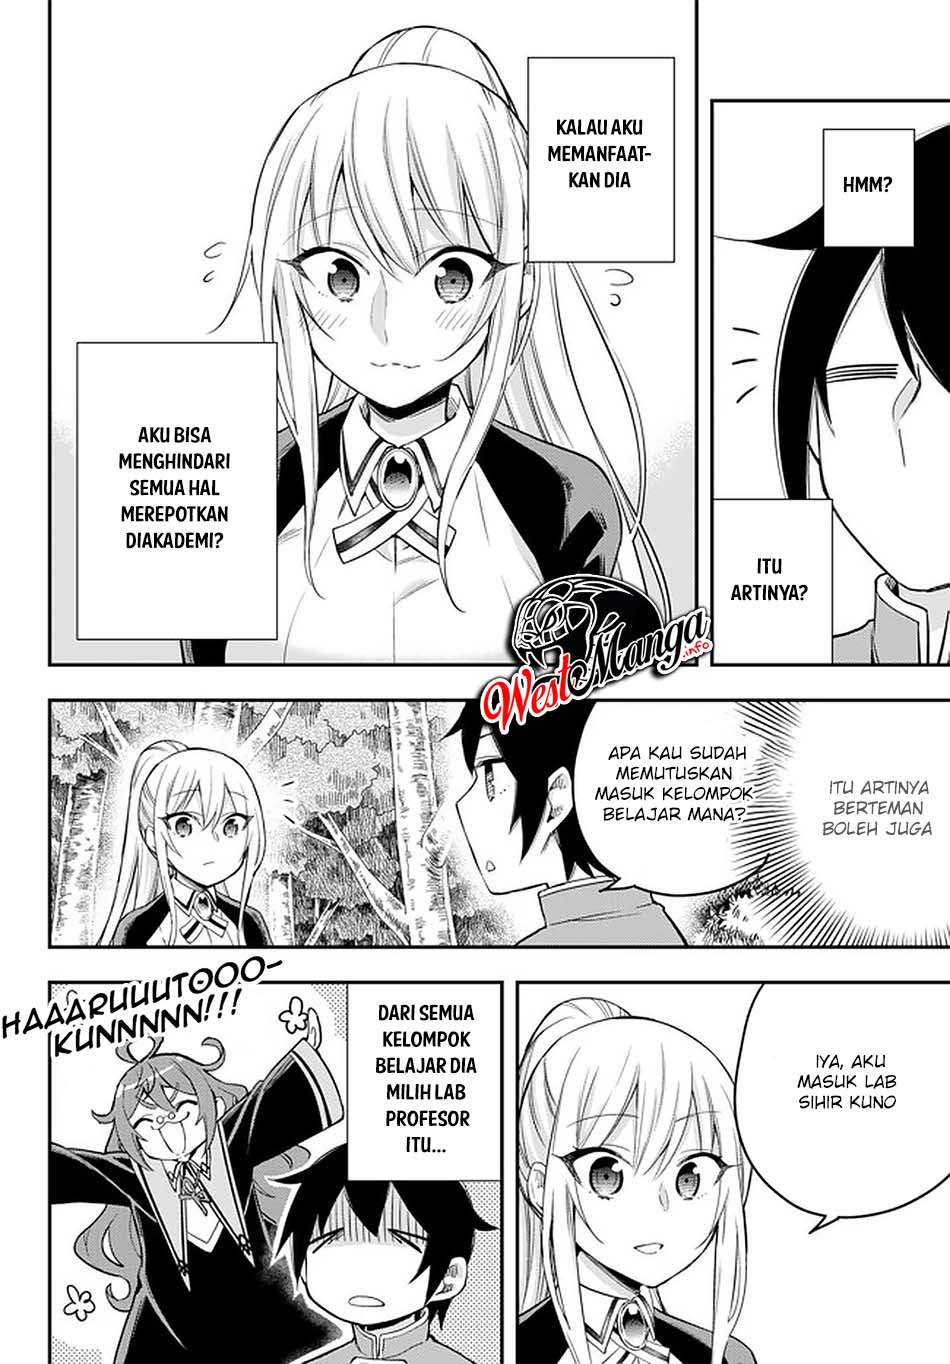 HMM?
ITU
ARTINYA?
KALAU AKU
MEMANFAAT-
KAN DIA
AKU BISA
MENGHINDARI
SEMUA HAL
MEREPOTKAN
DIAKADEMI?
WestManga
.info
ITU ARTINYA
BERTEMAN
BOLEH JUGA
APA KAU SUDAH
MEMUTUSKAN
MASUK KELOMPOK
BELAJAR MANA?
IYA, AKU
MASUK LAB
SIHIR KUNO
DARI SEMUA
KELOMPOK
BELAJAR DIA
MILIH LAB
PROFESOR
ITU...
HAAARUUUTOOO-
KUNNNNN!!!